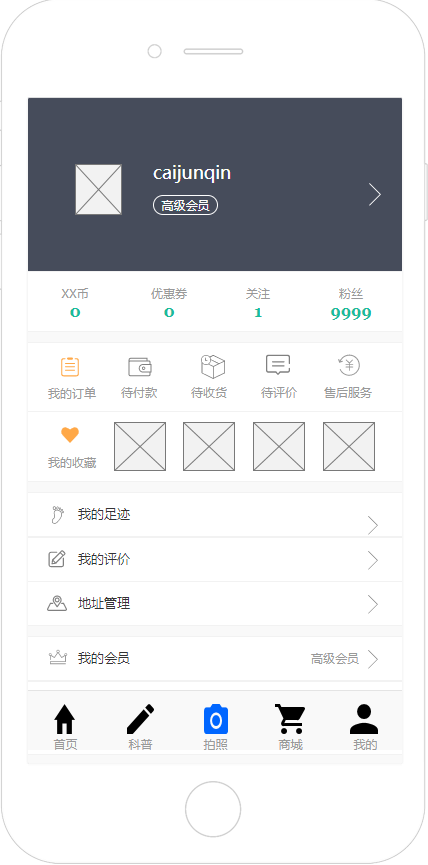 caijunqin
高级会员
XX币 优惠券 关注 粉丝
0 0 1 9999
我的订单 待付款 待收货 待评价 售后服务
我的收藏
我的足迹
我的评价
地址管理
我的会员 高级会员
首页 科普 拍照 商城 我的